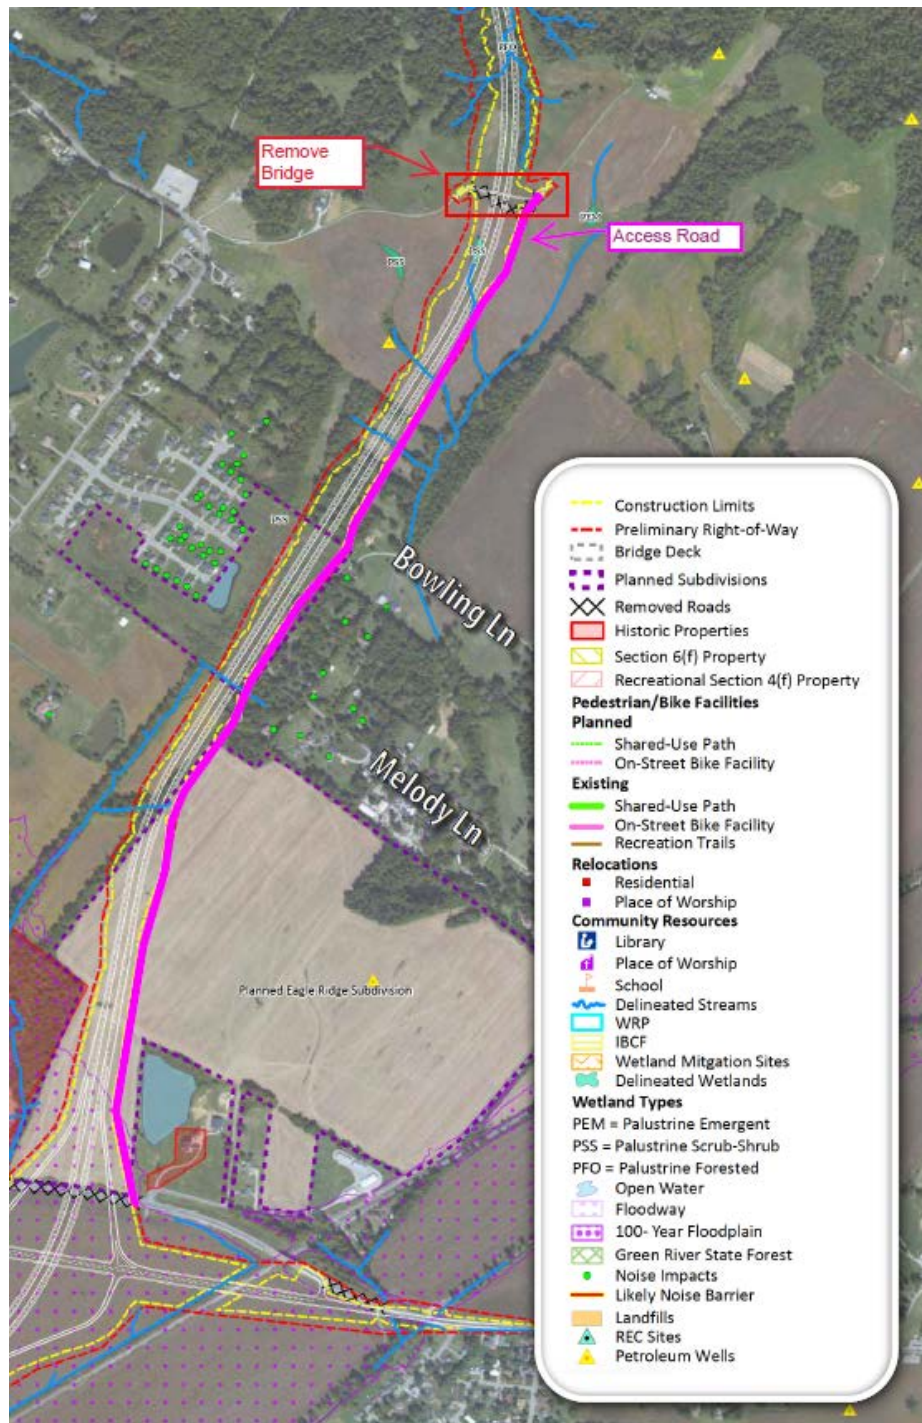 PFO
Remove
Bridge
PEM
Access Road
PSS
PSS
Bowling Ln
Melody Ln
Planned Eagle Ridge Subdivision
Construction Limits
Preliminary Right-of-Way
Bridge Deck
Planned Subdivisions
Removed Roads
Historic Properties
Section 6(f) Property
Recreational Section 4(f) Property
Pedestrian/Bike Facilities
Planned
Shared-Use Path
On-Street Bike Facility
Existing
Shared-Use Path
On-Street Bike Facility
Recreation Trails
Relocations
Residential
Place of Worship
Community Resources
Library
Place of Worship
School
Delineated Streams
WRP
IBCF
Wetland Mitgation Sites
Delineated Wetlands
Wetland Types
PEM = Palustrine Emergent
PSS = Palustrine Scrub-Shrub
PFO = Palustrine Forested
Open Water
Floodway
100- Year Floodplain
Green River State Forest
Noise Impacts
Likely Noise Barrier
Landfills
REC Sites
Petroleum Wells